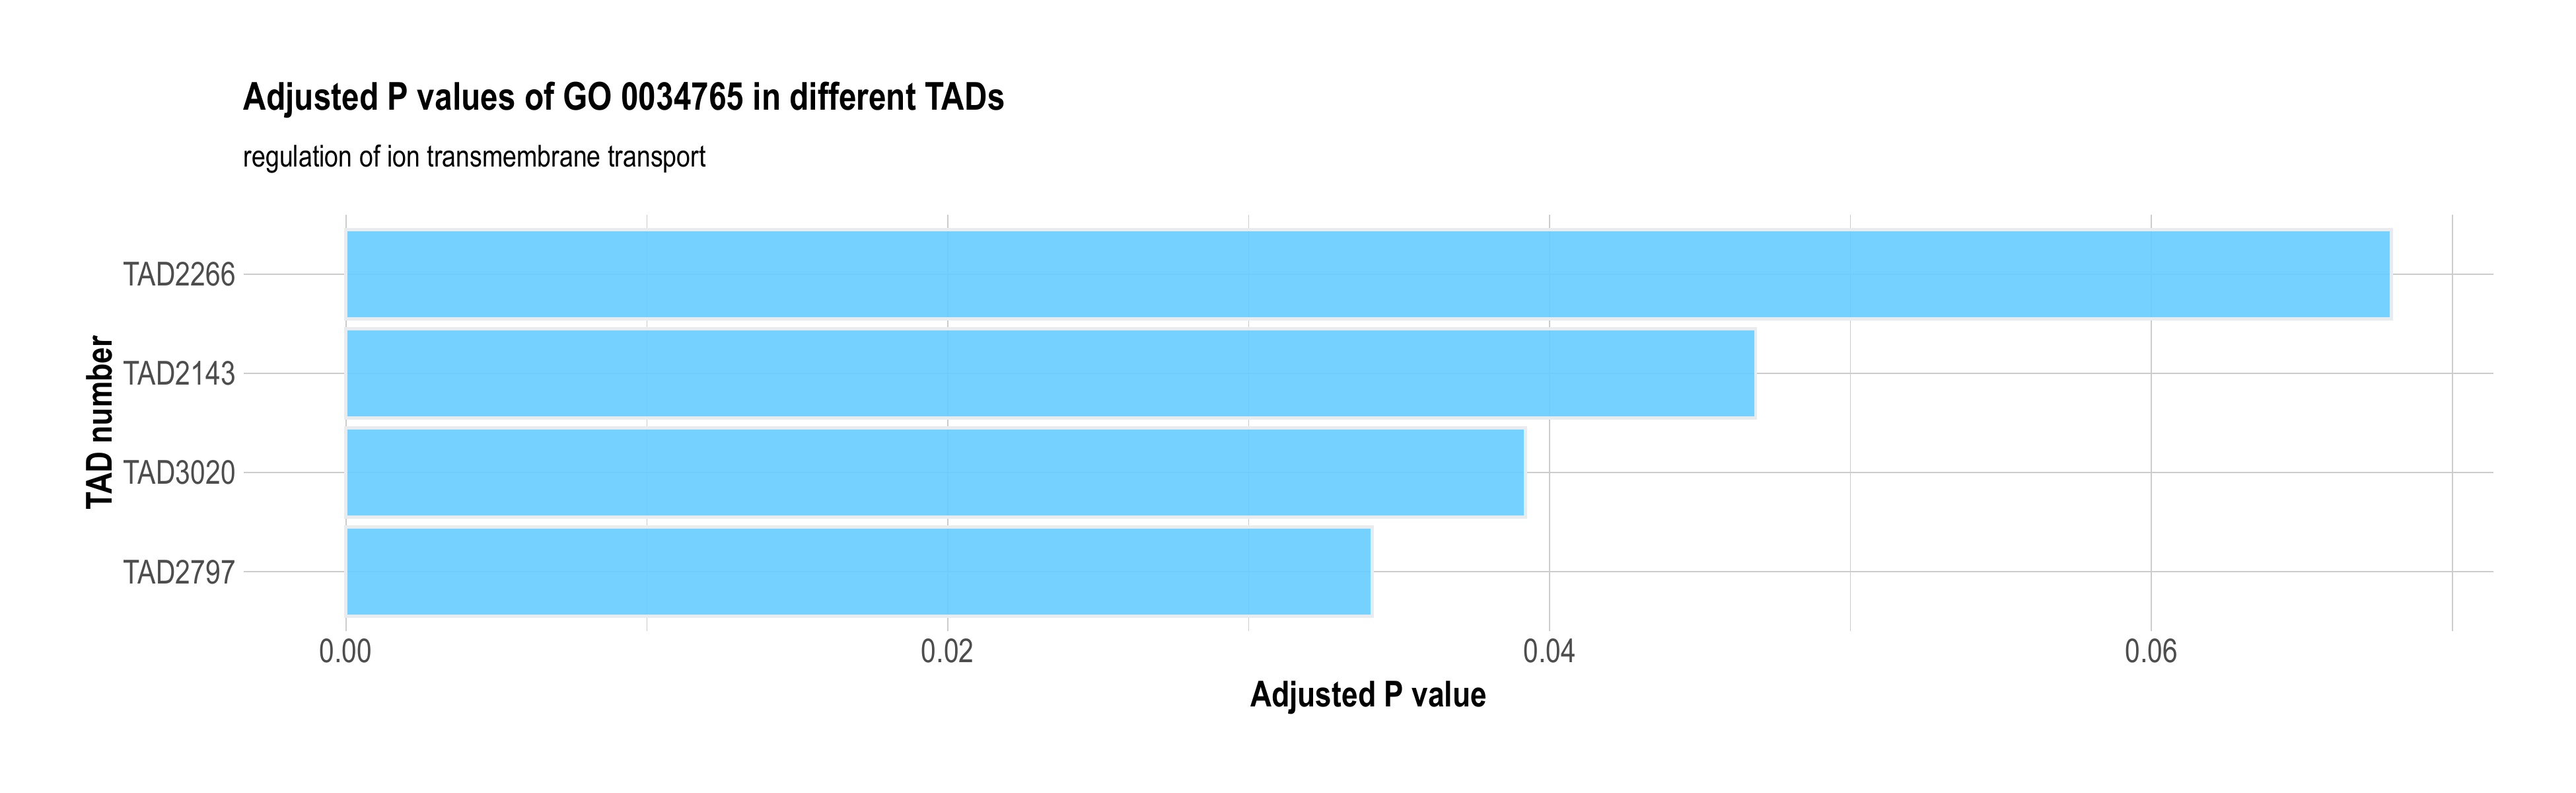 Adjusted P values of GO 0034765 in different TADs
regulation of ion transmembrane transport
TAD number
TAD2266
TAD2143
TAD3020
TAD2797
0.00 0.02 0.04 0.06
Adjusted P value